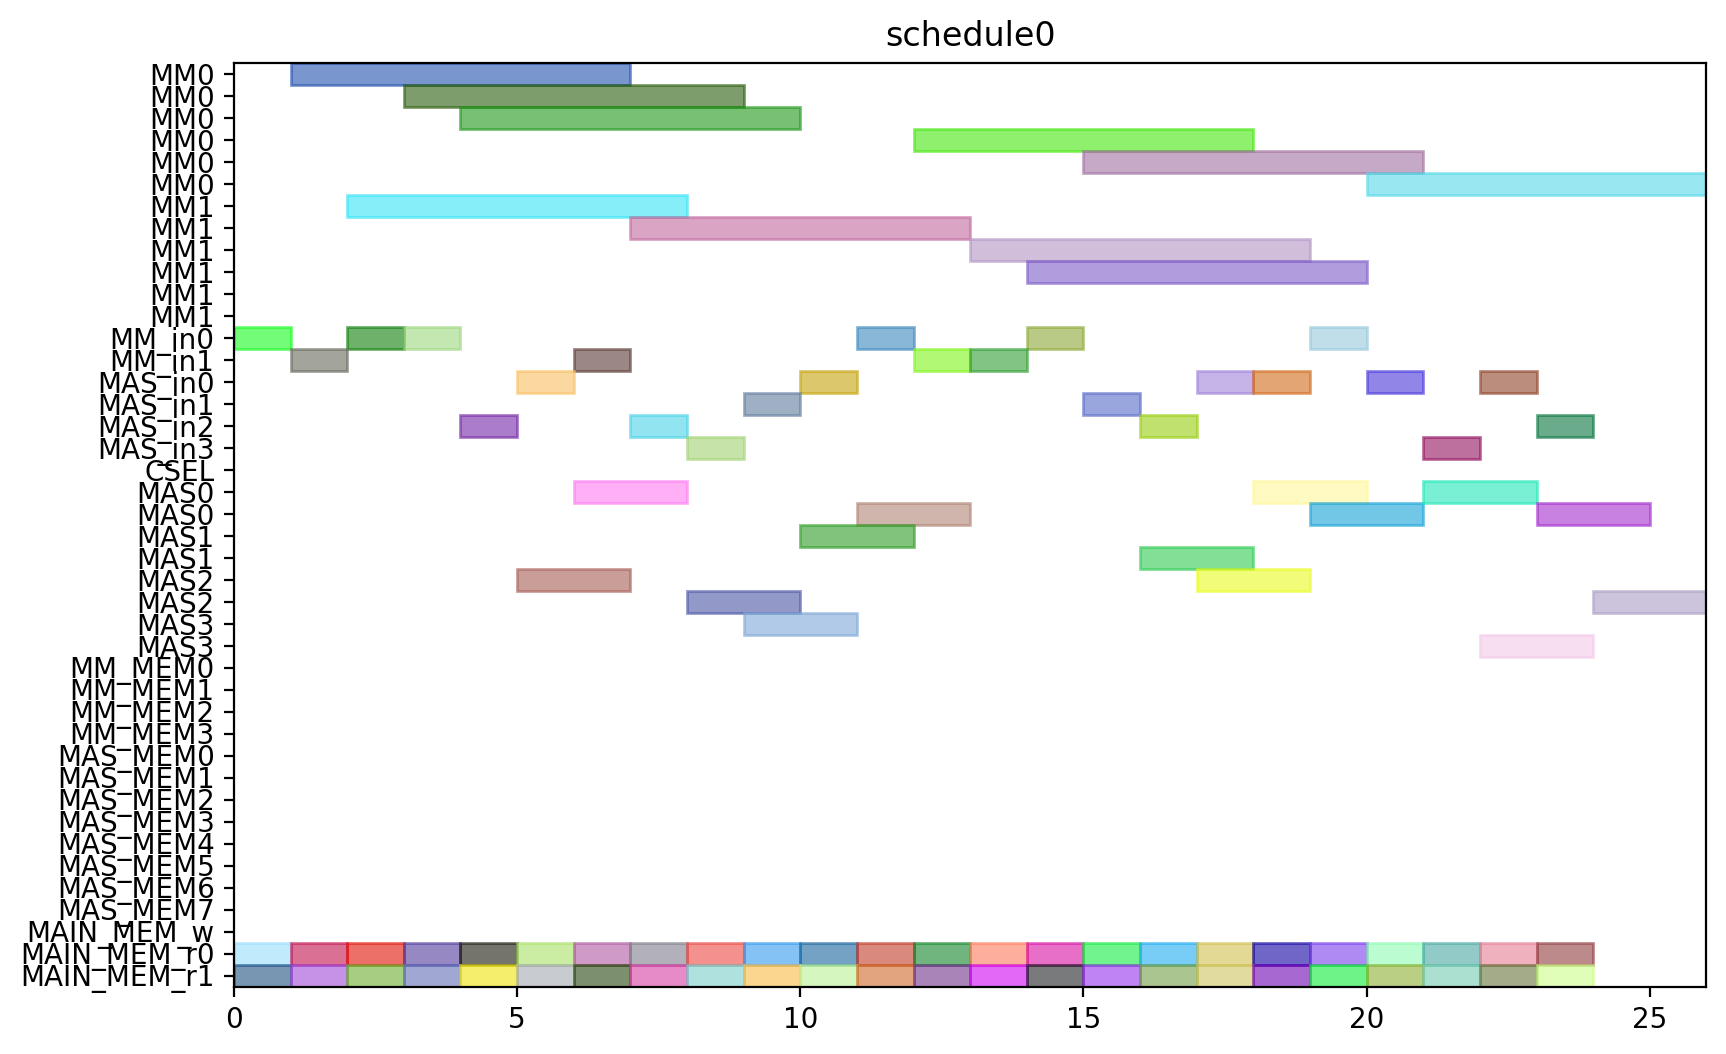 schedule0
MM0
MM0
MM0
MM0
MM0
MM0
MM1
MM1
MM1
MM1
MM1
MM1
MM_in0
MM_in1
MAS_in0
MAS_in1
MAS_in2
MAS_in3
CSEL
MAS0
MAS0
MAS1
MAS1
MAS2
MAS2
MAS3
MAS3
MM_MEM0
MM_MEM1
MM_MEM2
MM_MEM3
MAS_MEM0
MAS_MEM1
MAS_MEM2
MAS_MEM3
MAS_MEM4
MAS_MEM5
MAS_MEM6
MAS_MEM7
MAIN_MEM_w
MAIN_MEM_r0
MAIN_MEM_r1
0 5 10 15 20 25